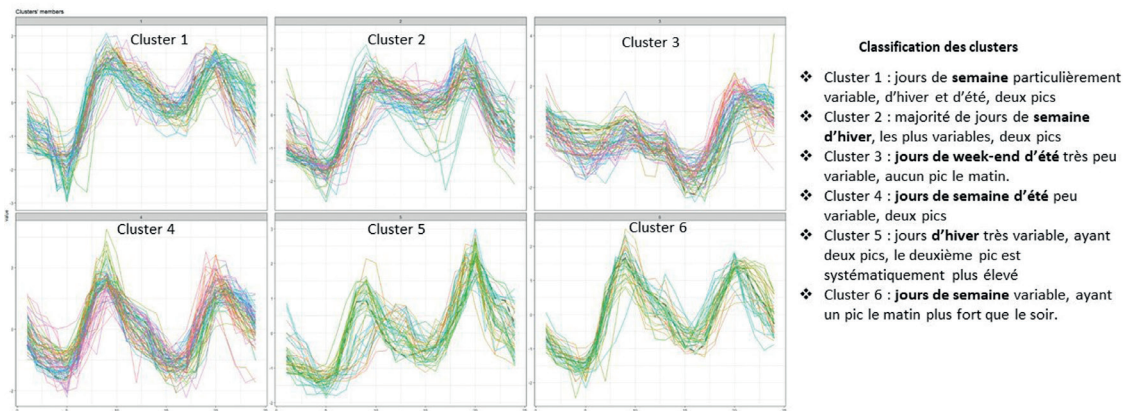 Clusters' members
1
2
3
Cluster 1
Cluster 2
Cluster 3
Classification des clusters
❖ Cluster 1 : jours de semaine particulièrement
variable, d'hiver et d'été, deux pics
❖ Cluster 2 : majorité de jours de semaine
d'hiver, les plus variables, deux pics
❖ Cluster 3 : jours de week-end d'été très peu
variable, aucun pic le matin.
❖ Cluster 4 : jours de semaine d'été peu
variable, deux pics
❖ Cluster 5 : jours d'hiver très variable, ayant
deux pics, le deuxième pic est
systématiquement plus élevé
❖ Cluster 6 : jours de semaine variable, ayant
un pic le matin plus fort que le soir.
value
4
Cluster 4
Cluster 5
Cluster 6